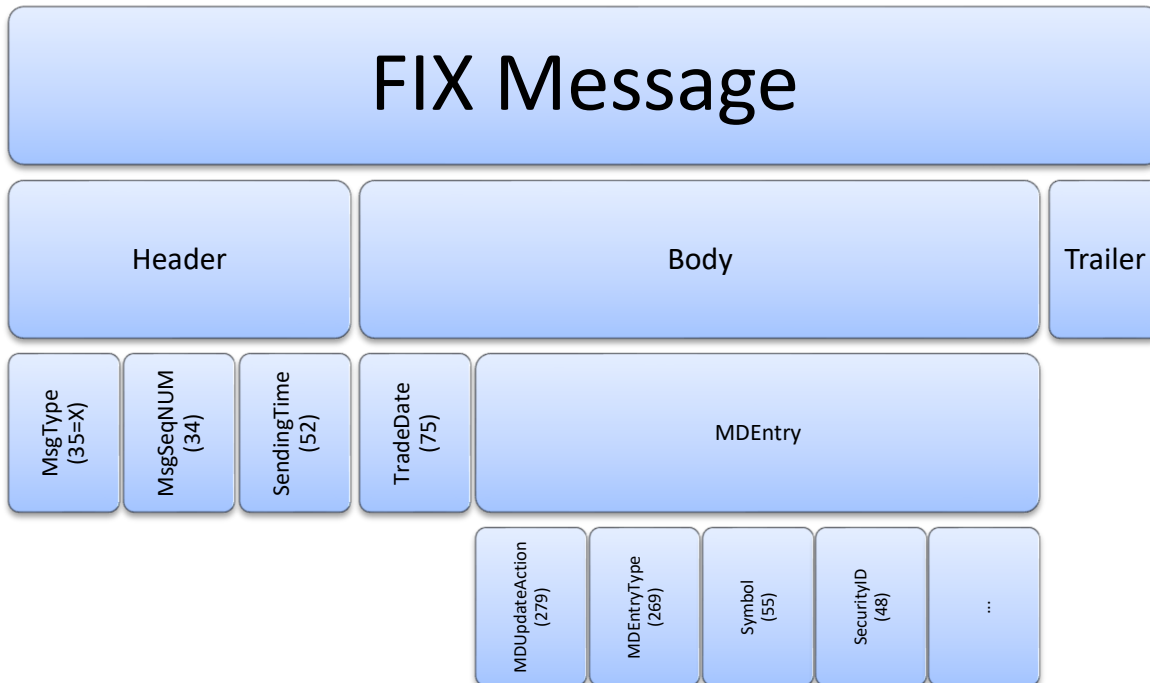 FIX Message
Header
Body
Trailer
MsgType
(35=X)
MsgSeqNUM
(34)
SendingTime
(52)
TradeDate
(75)
MDEntry
MDUpdateAction
(279)
MDEntryType
(269)
Symbol
(55)
SecurityID
(48)
...